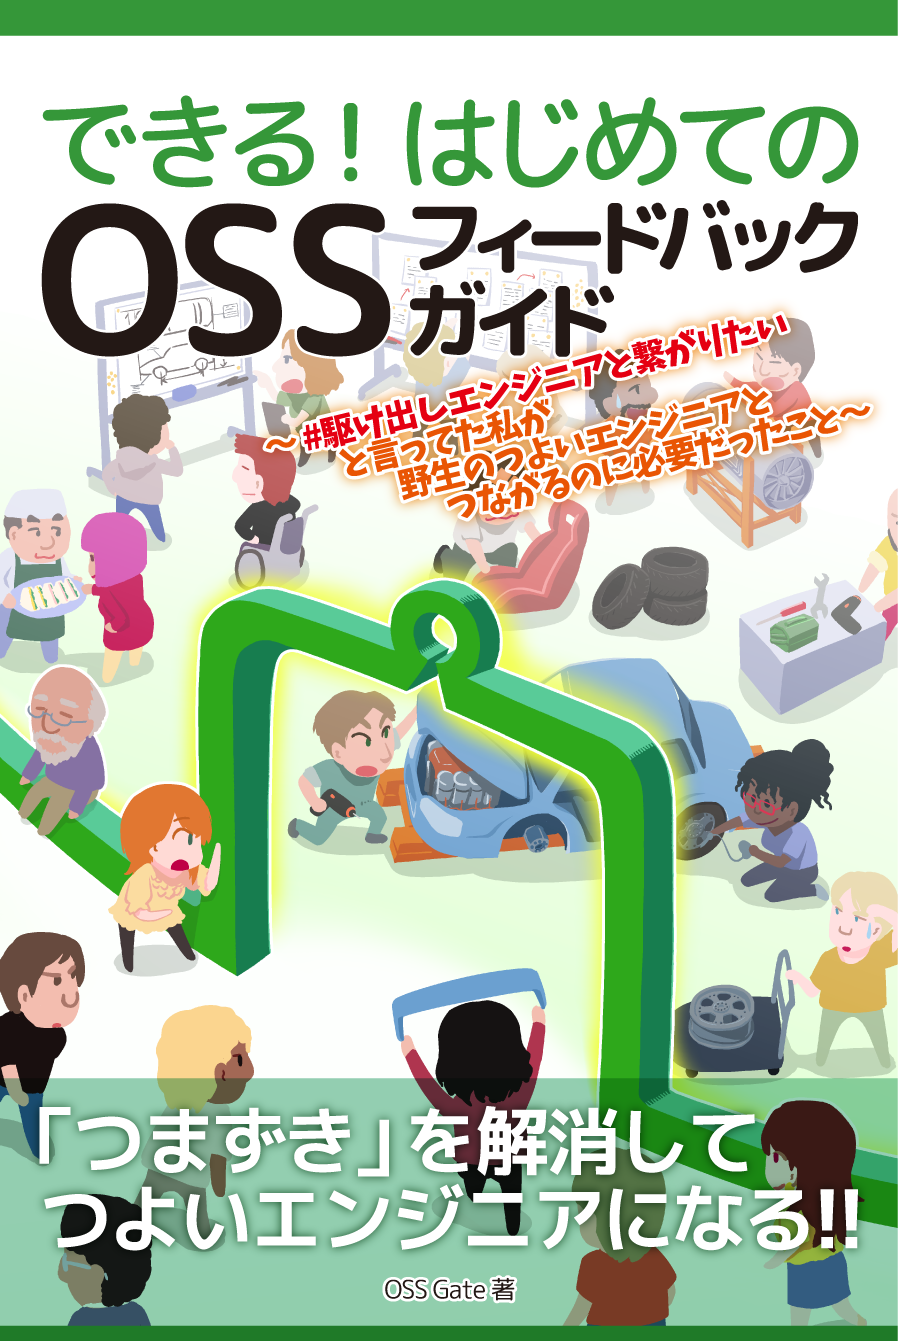 できる！はじめての
OSSフィードバック
ガイド
～#駆け出しエンジニアと繋がりたい
と言ってた私が
野生のつよいエンジニアと
つながるのに必要だったこと～
「つまずき」を解消して
つよいエンジニアになる!!
OSS Gate 著